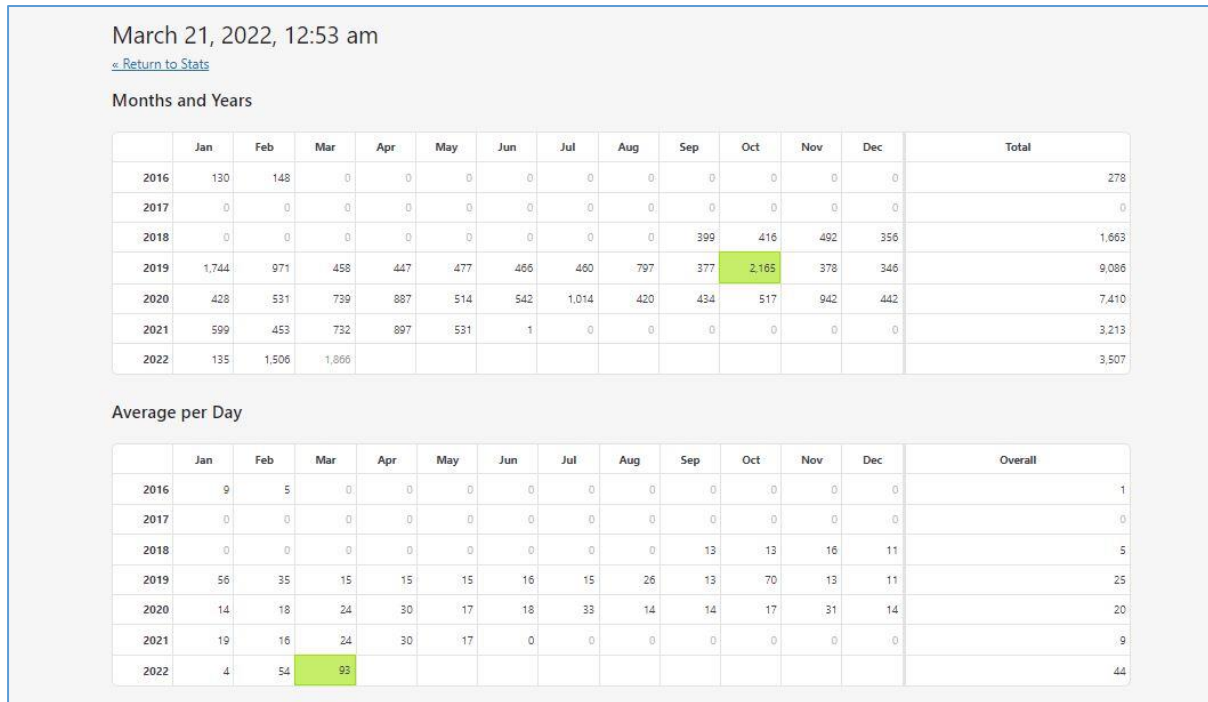 March 21, 2022, 12:53 am
« Return to Stats
Months and Years
Jan Feb Mar Apr May Jun Jul Aug Sep Oct Nov Dec Total
2016 130 148 0 0 0 0 0 0 0 0 0 0 278
2017 0 0 0 0 0 0 0 0 0 0 0 0 0
2018 0 0 0 0 0 0 0 0 399 416 492 356 1,663
2019 1,744 971 458 447 477 466 460 797 377 2,165 378 346 9,086
2020 428 531 739 887 514 542 1,014 420 434 517 942 442 7,410
2021 599 453 732 897 531 1 0 0 0 0 0 0 3,213
2022 135 1,506 1,866 3,507
Average per Day
Jan Feb Mar Apr May Jun Jul Aug Sep Oct Nov Dec Overall
2016 9 5 0 0 0 0 0 0 0 0 0 0 1
2017 0 0 0 0 0 0 0 0 0 0 0 0 0
2018 0 0 0 0 0 0 0 0 13 13 16 11 5
2019 56 35 15 15 15 16 15 26 13 70 13 11 25
2020 14 18 24 30 17 18 33 14 14 17 31 14 20
2021 19 16 24 30 17 0 0 0 0 0 0 0 9
2022 4 54 93 44